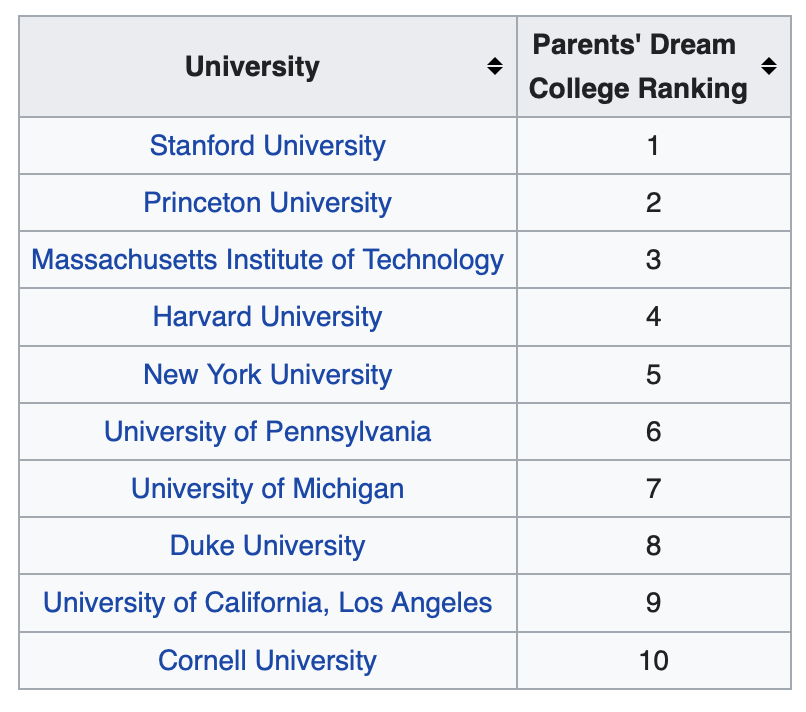 University
Parents' Dream
College Ranking
Stanford University 1
Princeton University 2
Massachusetts Institute of Technology 3
Harvard University 4
New York University 5
University of Pennsylvania 6
University of Michigan 7
Duke University 8
University of California, Los Angeles 9
Cornell University 10